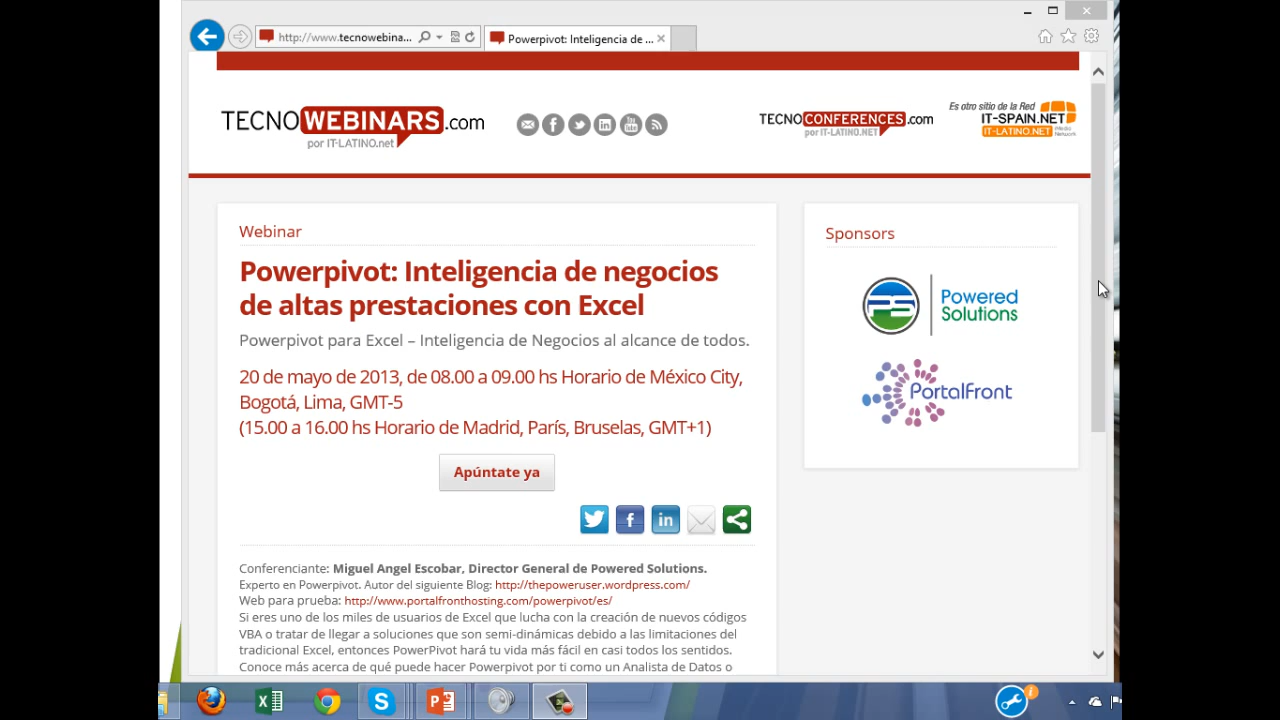 http://www.tecnowebina...
Powerpivot: Inteligencia de ...
TECNOWEBINARS.com
por IT-LATINO.net
TECNOCONFERENCES.com
por IT-LATINO.net
Es otro sitio de la Red
IT-SPAIN.NET
IT-LATINO.NET
iMedia
Network
Webinar
Powerpivot: Inteligencia de negocios
de altas prestaciones con Excel
Powerpivot para Excel – Inteligencia de Negocios al alcance de todos.
20 de mayo de 2013, de 08.00 a 09.00 hs Horario de México City,
Bogotá, Lima, GMT-5
(15.00 a 16.00 hs Horario de Madrid, París, Bruselas, GMT+1)
Apúntate ya
Conferenciante: Miguel Angel Escobar, Director General de Powered Solutions.
Experto en Powerpivot. Autor del siguiente Blog: http://thepoweruser.wordpress.com/
Web para prueba: http://www.portalfronthosting.com/powerpivot/es/
Si eres uno de los miles de usuarios de Excel que lucha con la creación de nuevos códigos
VBA o tratar de llegar a soluciones que son semi-dinámicas debido a las limitaciones del
tradicional Excel, entonces PowerPivot hará tu vida más fácil en casi todos los sentidos.
Conoce más acerca de qué puede hacer Powerpivot por ti como un Analista de Datos o
Sponsors
PS
Powered
Solutions
PortalFront